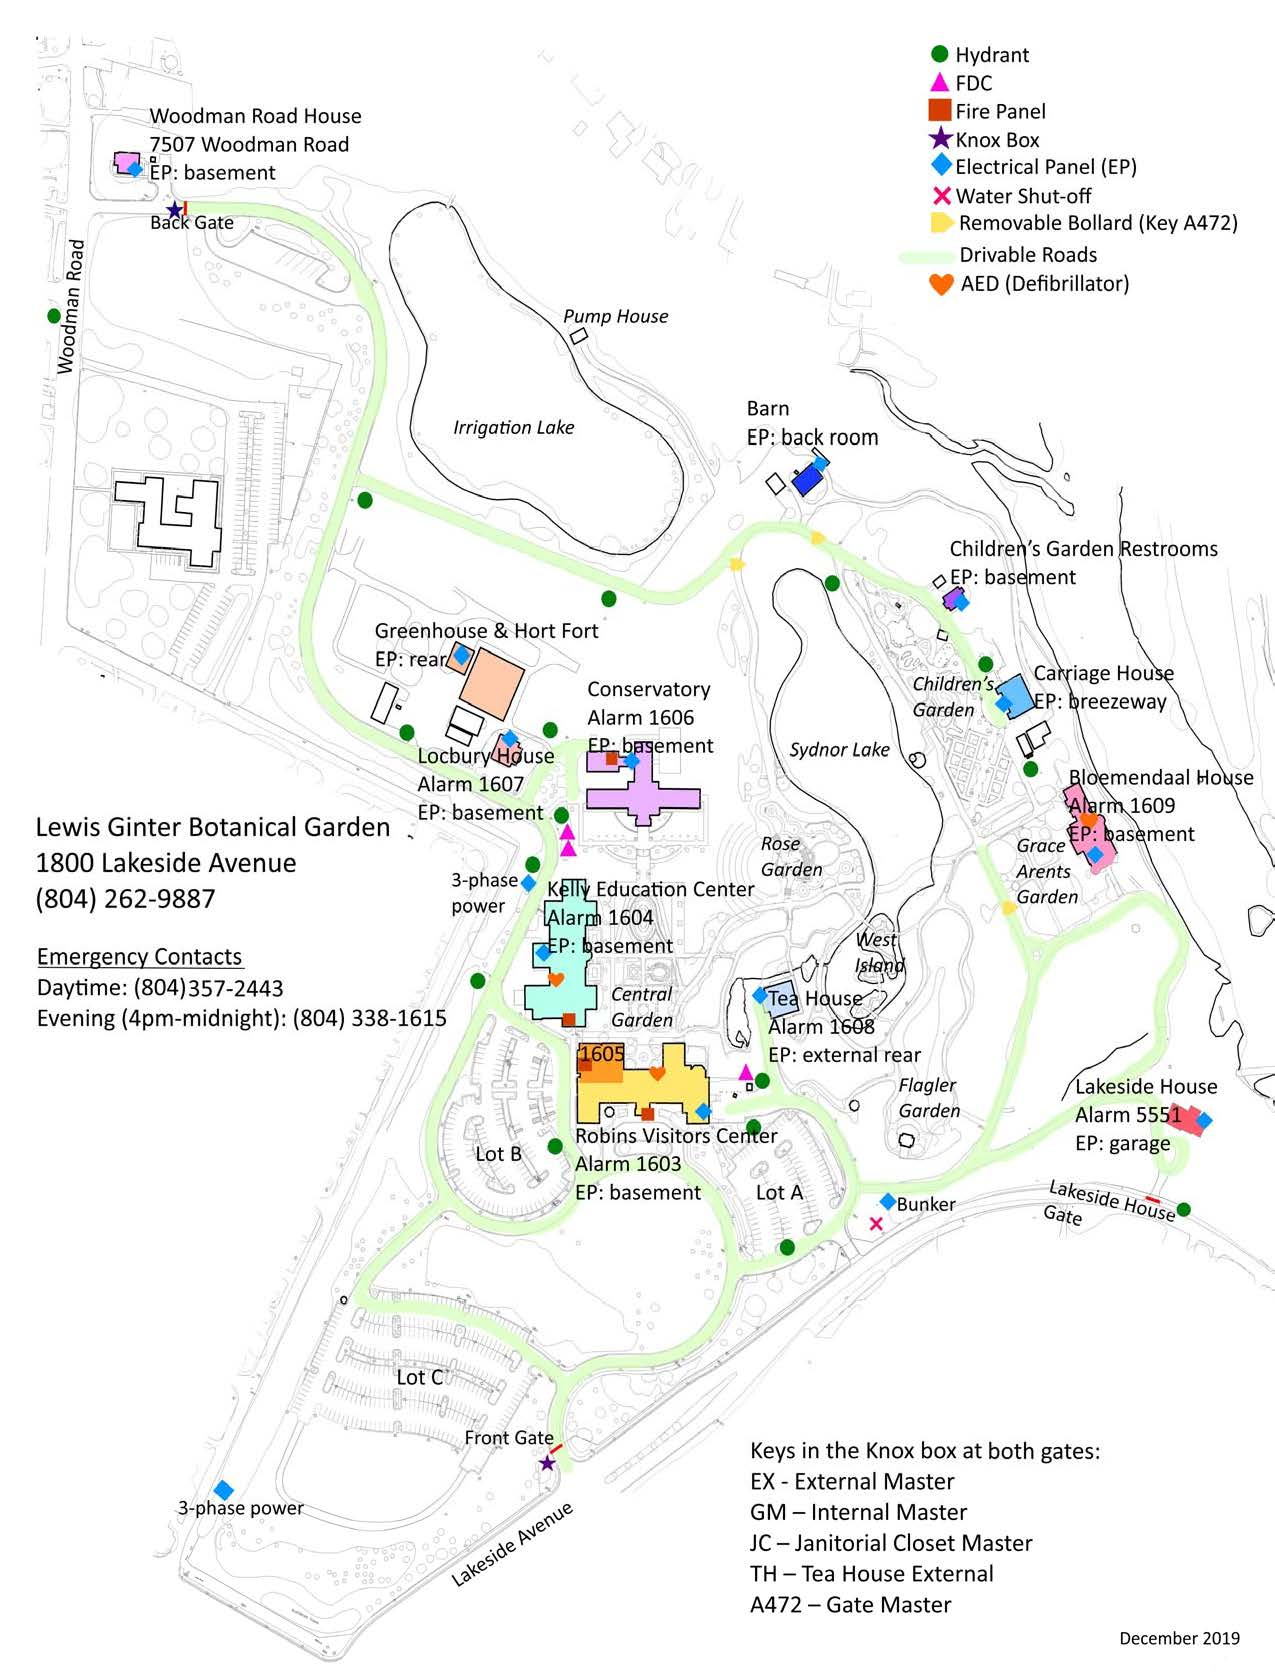 Hydrant
FDC
Fire Panel
Knox Box
Electrical Panel (EP)
Water Shut-off
Removable Bollard (Key A472)
Drivable Roads
AED (Defibrillator)
Woodman Road House
7507 Woodman Road
EP: basement
Back Gate
Woodman Road
Pump House
Irrigation Lake
Barn
EP: back room
Children's Garden Restrooms
EP: basement
Greenhouse & Hort Fort
EP: rear
Conservatory
Alarm 1606
EP: basement
Children's
Garden
Carriage House
EP: breezeway
Sydnor Lake
Locbury House
Alarm 1607
EP: basement
Bloemendaal House
Alarm 1609
EP: basement
Lewis Ginter Botanical Garden
1800 Lakeside Avenue
(804) 262-9887
Rose
Garden
Grace
Arents
Garden
3-phase
power
Kelly Education Center
Alarm 1604
EP: basement
Emergency Contacts
Daytime: (804)357-2443
Evening (4pm-midnight): (804) 338-1615
West
Island
Central
Garden
Tea House
Alarm 1608
EP: external rear
1605
Flagler
Garden
Lakeside House
Alarm 5551
EP: garage
Robins Visitors Center
Alarm 1603
EP: basement
Lot B
Lot A
Bunker
Lakeside House
Gate
Lot C
Front Gate
3-phase power
Lakeside Avenue
Keys in the Knox box at both gates:
EX - External Master
GM – Internal Master
JC – Janitorial Closet Master
TH – Tea House External
A472 – Gate Master
December 2019